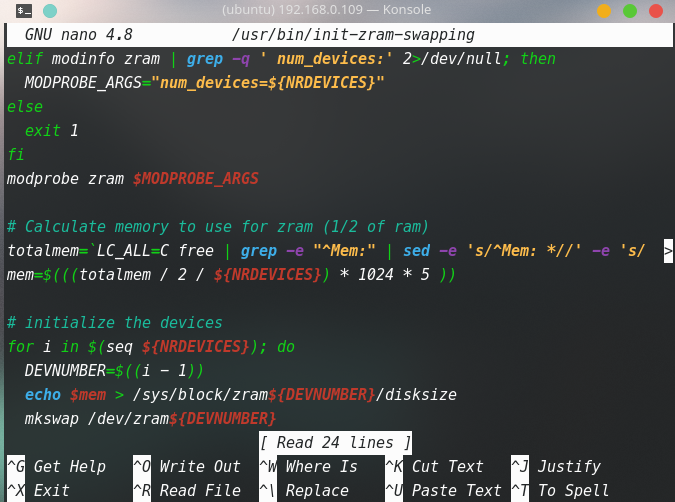 (ubuntu) 192.168.0.109 — Konsole
GNU nano 4.8 /usr/bin/init-zram-swapping
elif modinfo zram | grep -q ' num_devices:' 2>/dev/null; then
  MODPROBE_ARGS="num_devices=${NRDEVICES}"
else
  exit 1
fi
modprobe zram $MODPROBE_ARGS

# Calculate memory to use for zram (1/2 of ram)
totalmem=`LC_ALL=C free | grep -e "^Mem:" | sed -e 's/^Mem: *//' -e 's/ >
mem=$(((totalmem / 2 / ${NRDEVICES}) * 1024 * 5 ))

# initialize the devices
for i in $(seq ${NRDEVICES}); do
  DEVNUMBER=$((i - 1))
  echo $mem > /sys/block/zram${DEVNUMBER}/disksize
  mkswap /dev/zram${DEVNUMBER}
[ Read 24 lines ]
^G Get Help ^O Write Out ^W Where Is ^K Cut Text ^J Justify
^X Exit ^R Read File ^\ Replace ^U Paste Text ^T To Spell